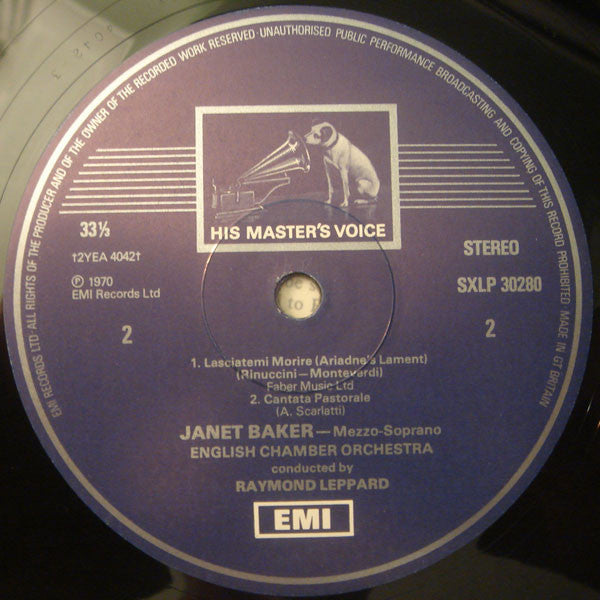 EMI RECORDS LTD · ALL RIGHTS OF THE PRODUCER AND OF THE OWNER OF THE RECORDED WORK RESERVED · UNAUTHORISED PUBLIC PERFORMANCE BROADCASTING AND COPYING OF THIS RECORD PROHIBITED · MADE IN GT BRITAIN
HIS MASTER'S VOICE
33⅓
STEREO
†2YEA 4042†
SXLP 30280
Ⓟ 1970
EMI Records Ltd
2
2
1. Lasciatemi Morire (Ariadne's Lament)
(Rinuccini—Monteverdi)
Faber Music Ltd
2. Cantata Pastorale
(A. Scarlatti)
JANET BAKER — Mezzo-Soprano
ENGLISH CHAMBER ORCHESTRA
conducted by
RAYMOND LEPPARD
EMI